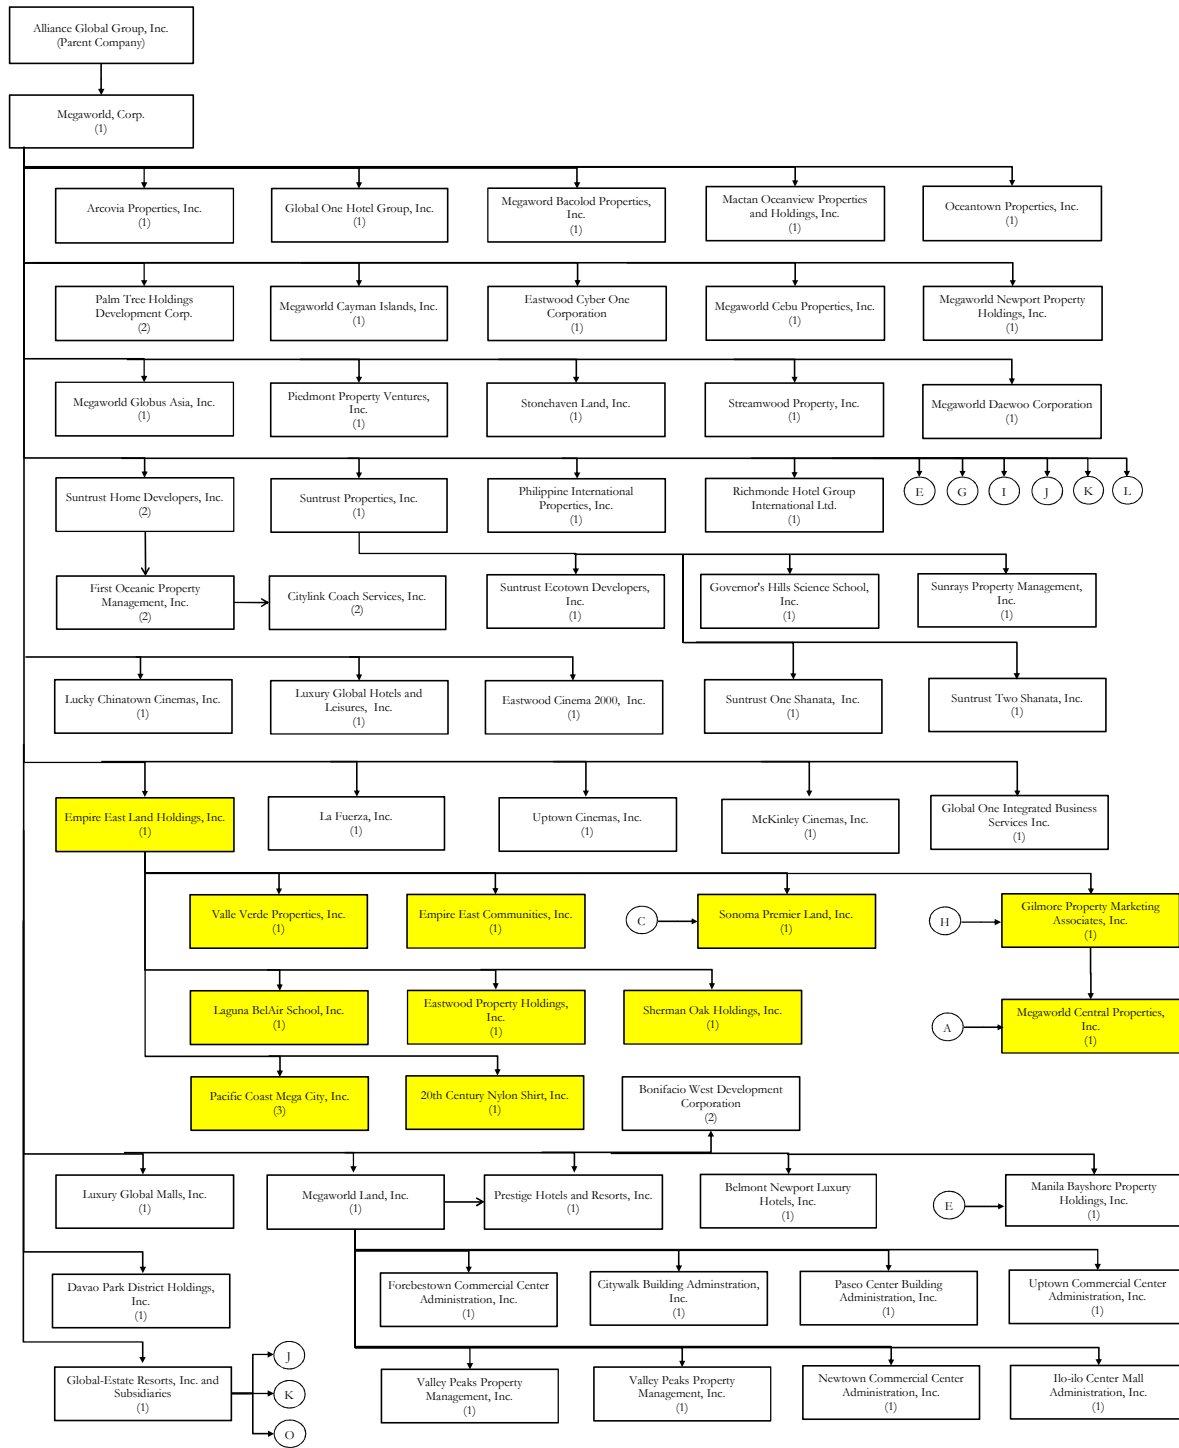 Alliance Global Group, Inc.
(Parent Company)
Megaworld, Corp.
(1)
Arcovia Properties, Inc.
(1)
Global One Hotel Group, Inc.
(1)
Megaword Bacolod Properties,
Inc.
(1)
Mactan Oceanview Properties
and Holdings, Inc.
(1)
Oceantown Properties, Inc.
(1)
Palm Tree Holdings
Development Corp.
(2)
Megaworld Cayman Islands, Inc.
(1)
Eastwood Cyber One
Corporation
(1)
Megaworld Cebu Properties, Inc.
(1)
Megaworld Newport Property
Holdings, Inc.
(1)
Megaworld Globus Asia, Inc.
(1)
Piedmont Property Ventures,
Inc.
(1)
Stonehaven Land, Inc.
(1)
Streamwood Property, Inc.
(1)
Megaworld Daewoo Corporation
(1)
Suntrust Home Developers, Inc.
(2)
Suntrust Properties, Inc.
(1)
Philippine International
Properties, Inc.
(1)
Richmonde Hotel Group
International Ltd.
(1)
E
G
I
J
K
L
First Oceanic Property
Management, Inc.
(2)
Citylink Coach Services, Inc.
(2)
Suntrust Ecotown Developers,
Inc.
(1)
Governor's Hills Science School,
Inc.
(1)
Sunrays Property Management,
Inc.
(1)
Lucky Chinatown Cinemas, Inc.
(1)
Luxury Global Hotels and
Leisures, Inc.
(1)
Eastwood Cinema 2000, Inc.
(1)
Suntrust One Shanata, Inc.
(1)
Suntrust Two Shanata, Inc.
(1)
Empire East Land Holdings, Inc.
(1)
La Fuerza, Inc.
(1)
Uptown Cinemas, Inc.
(1)
McKinley Cinemas, Inc.
(1)
Global One Integrated Business
Services Inc.
(1)
Valle Verde Properties, Inc.
(1)
Empire East Communities, Inc.
(1)
C
Sonoma Premier Land, Inc.
(1)
H
Gilmore Property Marketing
Associates, Inc.
(1)
Laguna BelAir School, Inc.
(1)
Eastwood Property Holdings,
Inc.
(1)
Sherman Oak Holdings, Inc.
(1)
A
Megaworld Central Properties,
Inc.
(1)
Pacific Coast Mega City, Inc.
(3)
20th Century Nylon Shirt, Inc.
(1)
Bonifacio West Development
Corporation
(2)
Luxury Global Malls, Inc.
(1)
Megaworld Land, Inc.
(1)
Prestige Hotels and Resorts, Inc.
(1)
Belmont Newport Luxury
Hotels, Inc.
(1)
E
Manila Bayshore Property
Holdings, Inc.
(1)
Davao Park District Holdings,
Inc.
(1)
Forebestown Commercial Center
Administration, Inc.
(1)
Citywalk Building Adminstration,
Inc.
(1)
Paseo Center Building
Administration, Inc.
(1)
Uptown Commercial Center
Administration, Inc.
(1)
Global-Estate Resorts, Inc. and
Subsidiaries
(1)
J
K
O
Valley Peaks Property
Management, Inc.
(1)
Valley Peaks Property
Management, Inc.
(1)
Newtown Commercial Center
Administration, Inc.
(1)
Ilo-ilo Center Mall
Administration, Inc.
(1)